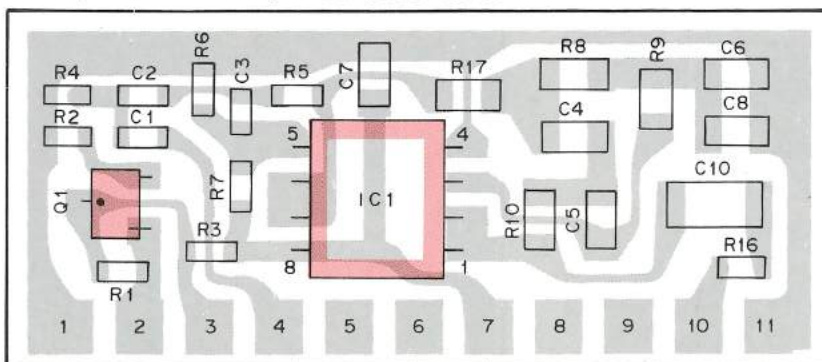 R6
R4 C2 C3 R5 C7 R17 R8 R9 C6
R2 C1 5 4 C4 C8
Q1 R7 IC1 R10 C5 C10
R3 8 1 R16
R1
1 2 3 4 5 6 7 8 9 10 11